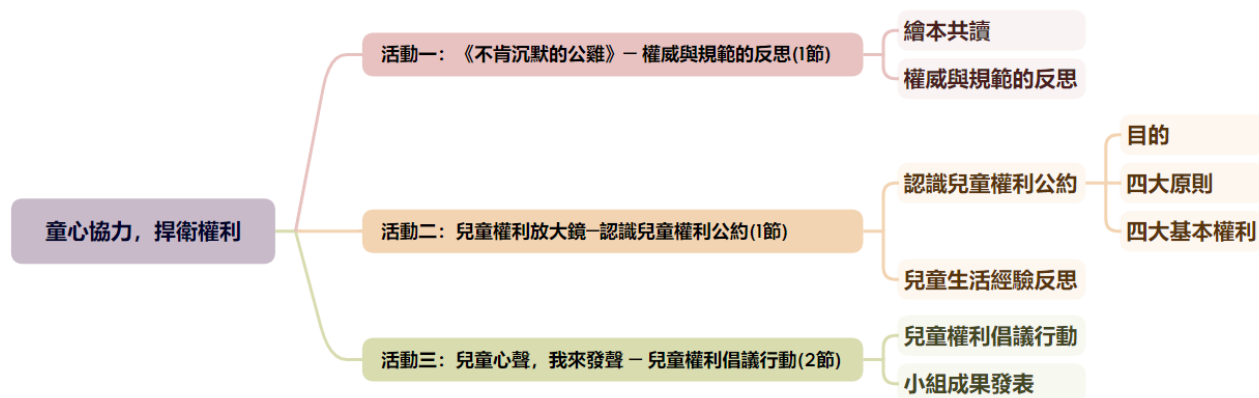 童心協力，捍衛權利
活動一：《不肯沉默的公雞》－ 權威與規範的反思(1節)
繪本共讀
權威與規範的反思
活動二：兒童權利放大鏡─認識兒童權利公約(1節)
認識兒童權利公約
目的
四大原則
四大基本權利
兒童生活經驗反思
活動三：兒童心聲，我來發聲 － 兒童權利倡議行動(2節)
兒童權利倡議行動
小組成果發表